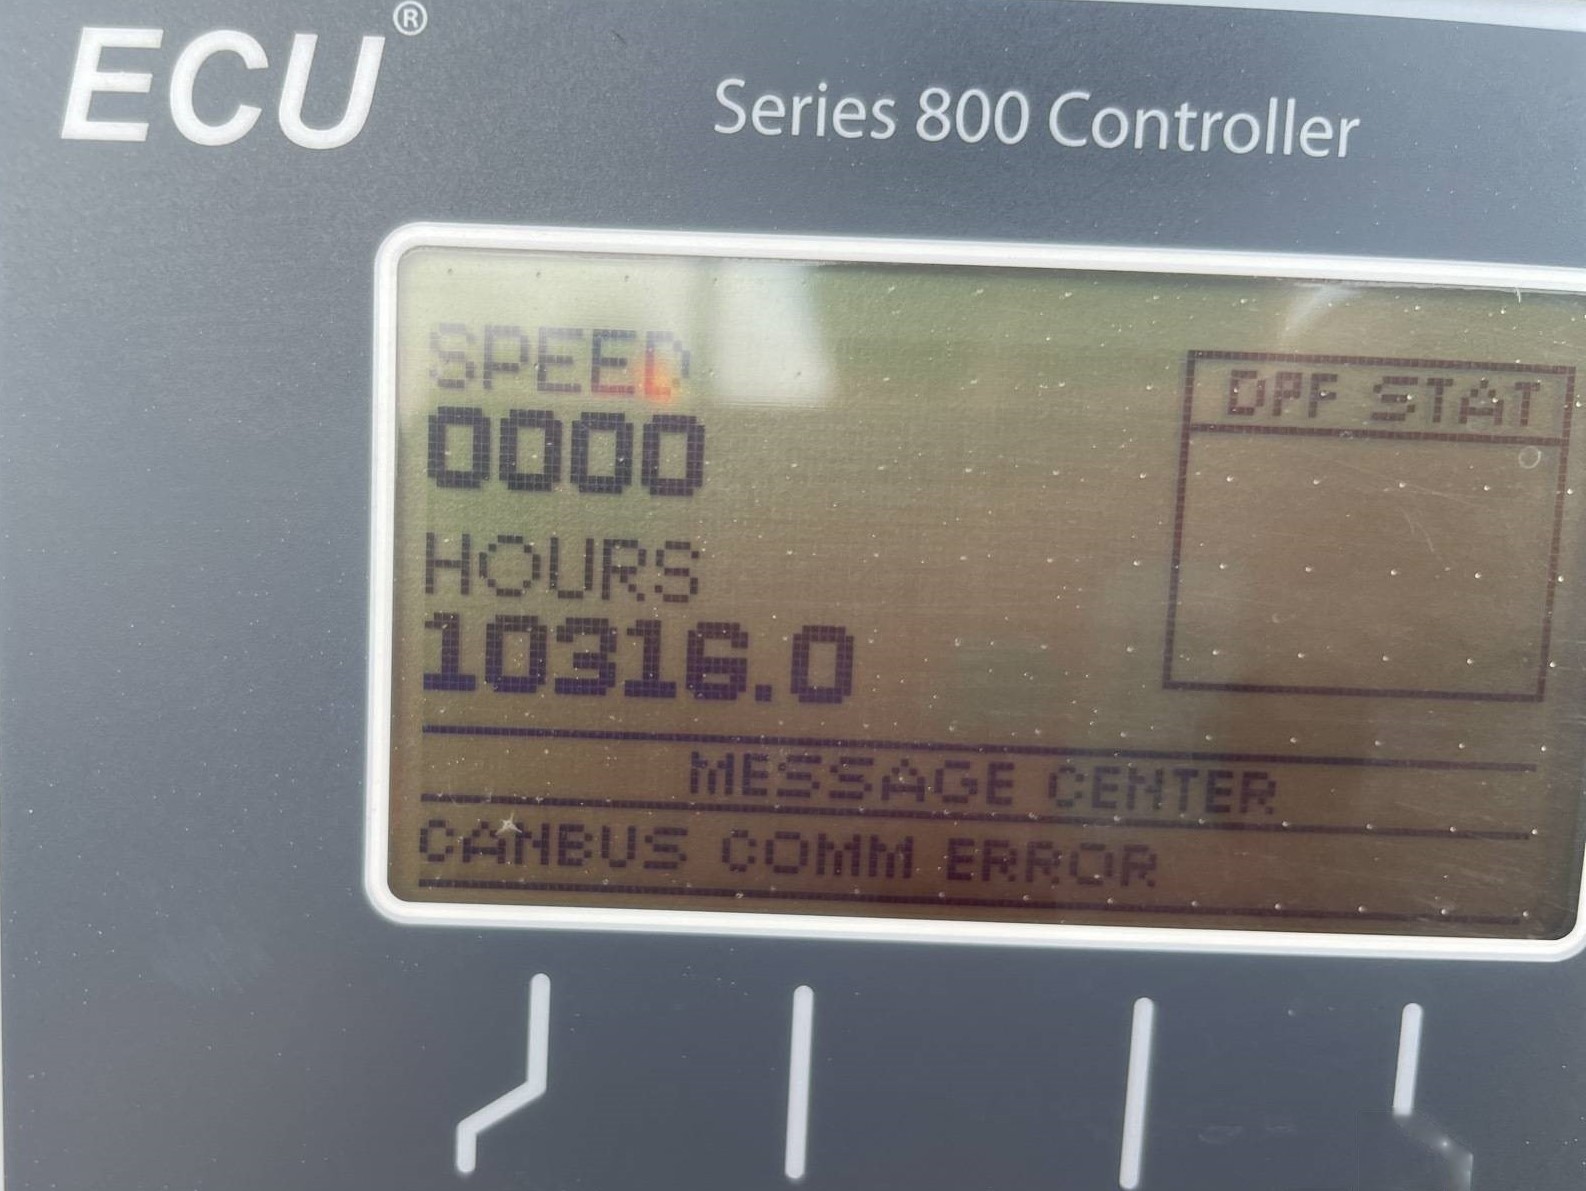 ECU®
Series 800 Controller
SPEED
0000
HOURS
10316.0
DPF STAT
MESSAGE CENTER
CANBUS COMM ERROR